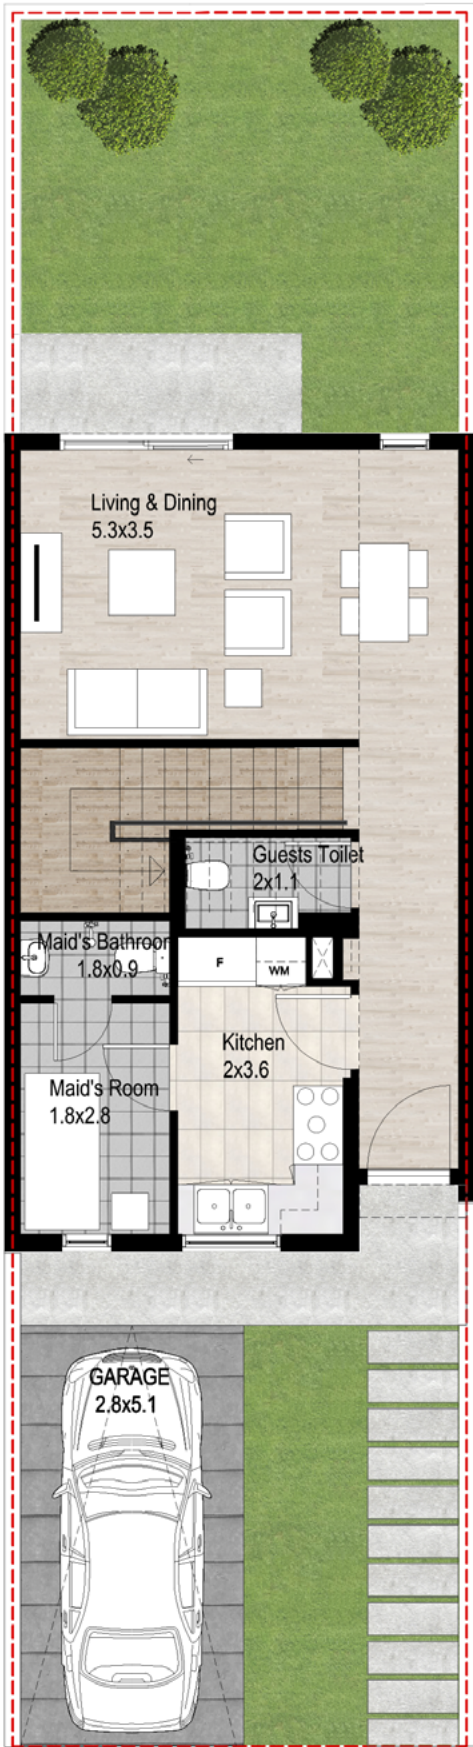 Living & Dining
5.3x3.5
Guests Toilet
2x1.1
Maid's Bathroom
1.8x0.9
F
WM
Kitchen
2x3.6
Maid's Room
1.8x2.8
GARAGE
2.8x5.1